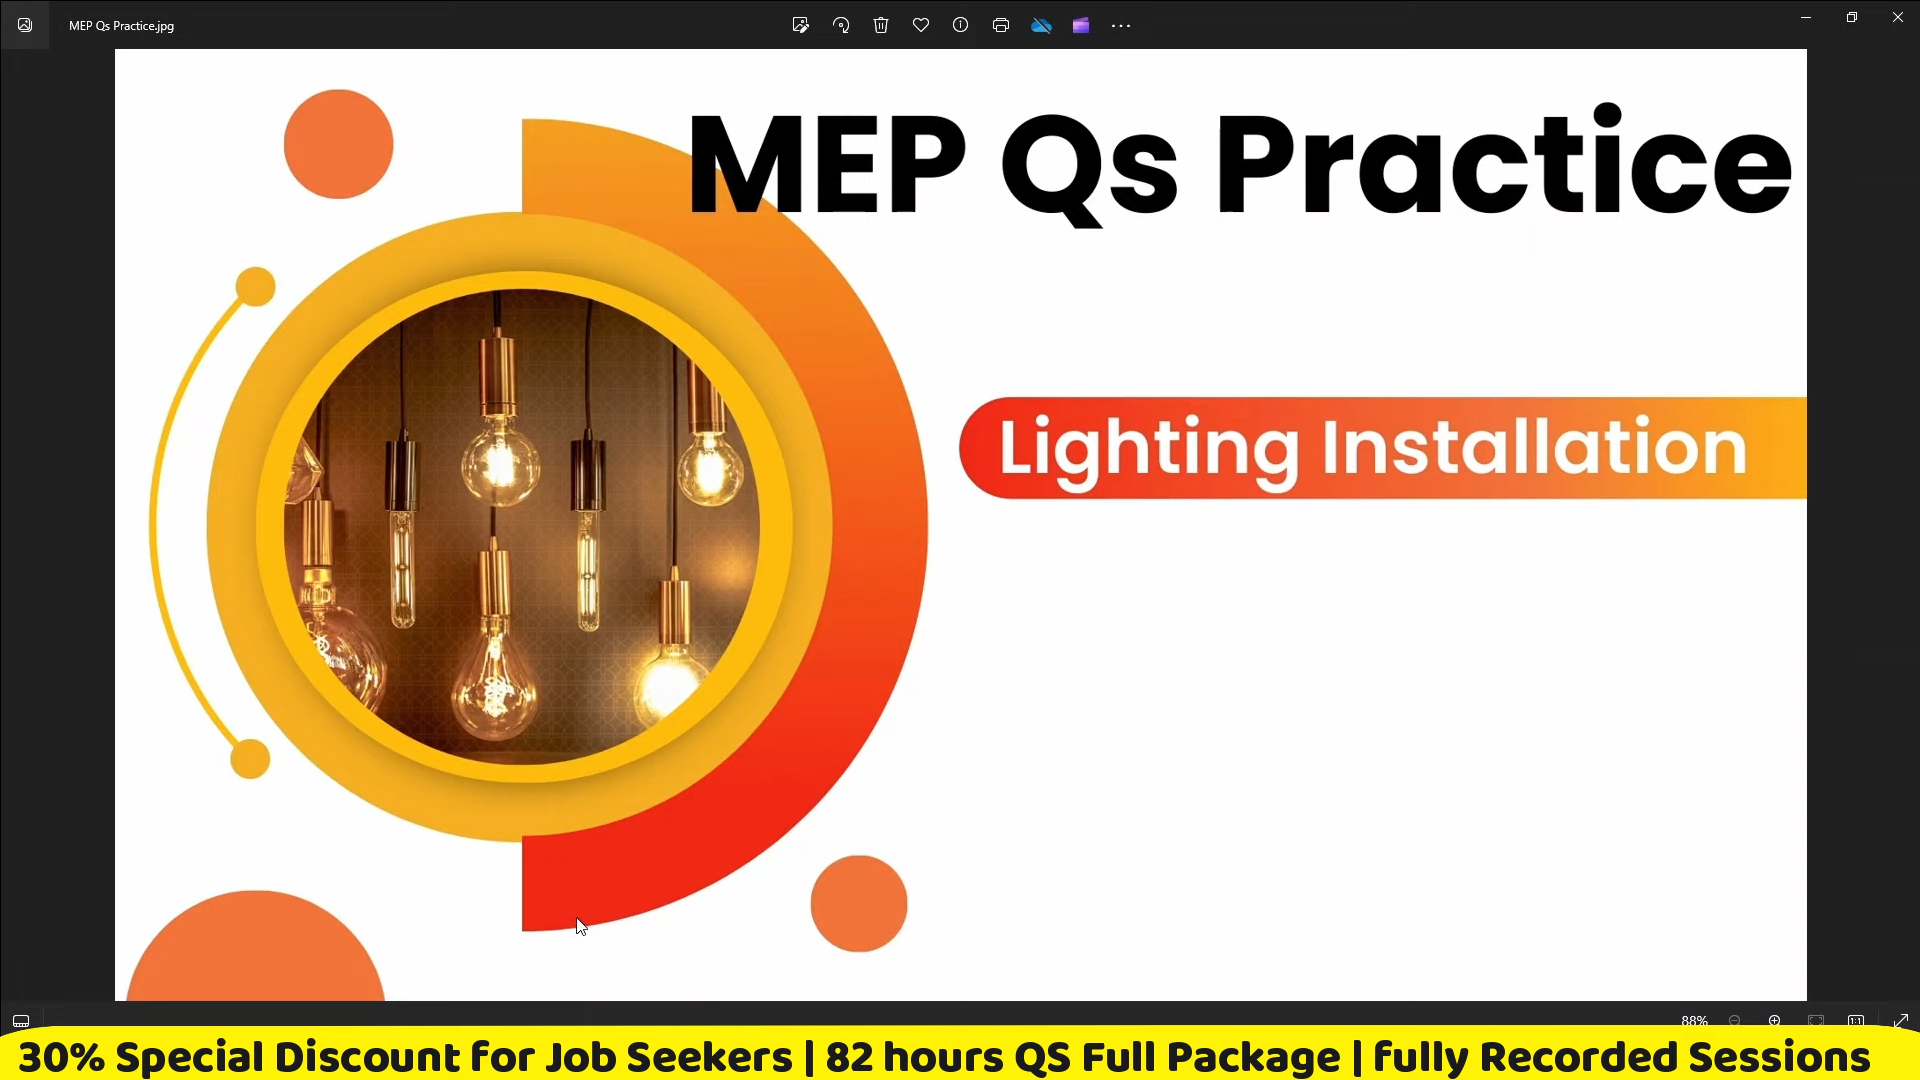 MEP Qs Practice.jpg
MEP Qs Practice
Lighting Installation
88%
30% Special Discount for Job Seekers | 82 hours QS Full Package | fully Recorded Sessions